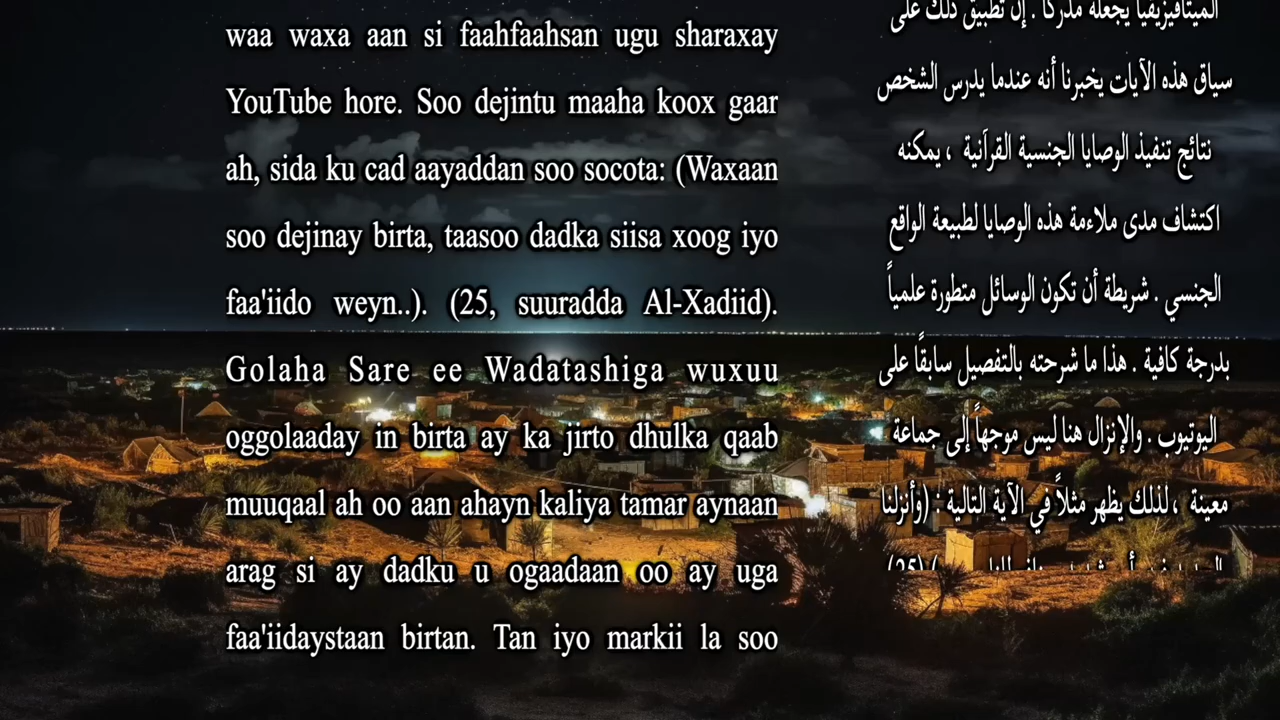 waa waxa aan si faahfaahsan ugu sharaxay
YouTube hore. Soo dejintu maaha koox gaar
ah, sida ku cad aayaddan soo socota: (Waxaan
soo dejinay birta, taasoo dadka siisa xoog iyo
faa'iido weyn..). (25, suuradda Al-Xadiid).
Golaha Sare ee Wadatashiga wuxuu
oggolaaday in birta ay ka jirto dhulka qaab
muuqaal ah oo aan ahayn kaliya tamar aynaan
arag si ay dadku u ogaadaan oo ay uga
faa'iidaystaan birtan. Tan iyo markii la soo
الميتافيزيقيا يجعله مدركاً . إن تطبيق ذلك على
سياق هذه الآيات يخبرنا أنه عندما يدرس الشخص
نتائج تنفيذ الوصايا الجنسية القرآنية ، يمكنه
اكتشاف مدى ملاءمة هذه الوصايا لطبيعة الواقع
الجنسي . شريطة أن تكون الوسائل متطورة علمياً
بدرجة كافية . هذا ما شرحته بالتفصيل سابقاً على
اليوتيوب . والإنزال هنا ليس موجهاً إلى جماعة
معينة ، لذلك يظهر مثلاً في الآية التالية : (وأنزلنا